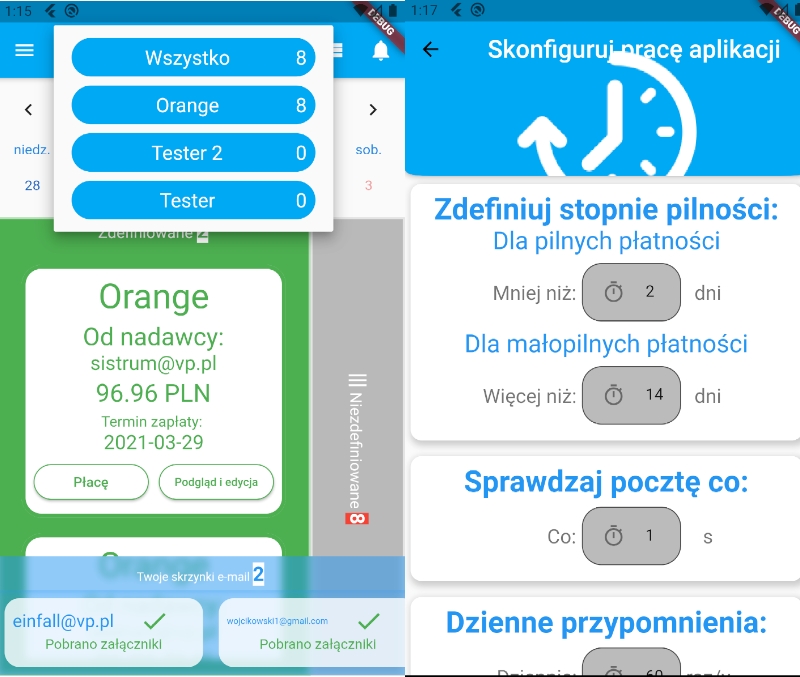 1:15
DEBUG
Wszystko 8
Orange 8
Tester 2 0
Tester 0
niedz.
28
sob.
3
Zdefiniowane 2
Orange
Od nadawcy:
sistrum@vp.pl
96.96 PLN
Termin zapłaty:
2021-03-29
Płacę
Podgląd i edycja
Niezdefiniowane 8
Orange
Twoje skrzynki e-mail 2
einfall@vp.pl
Pobrano załączniki
wojcikowski1@gmail.com
Pobrano załączniki
1:17
DEBUG
Skonfiguruj pracę aplikacji
Zdefiniuj stopnie pilności:
Dla pilnych płatności
Mniej niż: 2 dni
Dla małopilnych płatności
Więcej niż: 14 dni
Sprawdzaj pocztę co:
Co: 1 s
Dzienne przypomnienia:
Dziennie: 60 raz/y